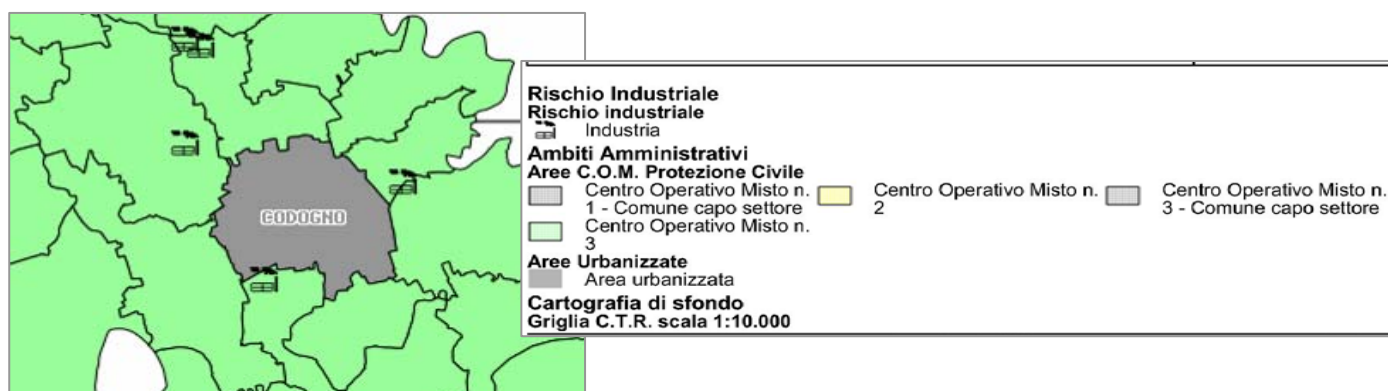 CODOGNO
Rischio Industriale
Rischio industriale
Industria
Ambiti Amministrativi
Aree C.O.M. Protezione Civile
Centro Operativo Misto n.
1 - Comune capo settore
Centro Operativo Misto n.
2
Centro Operativo Misto n.
3 - Comune capo settore
Centro Operativo Misto n.
3
Aree Urbanizzate
Area urbanizzata
Cartografia di sfondo
Griglia C.T.R. scala 1:10.000